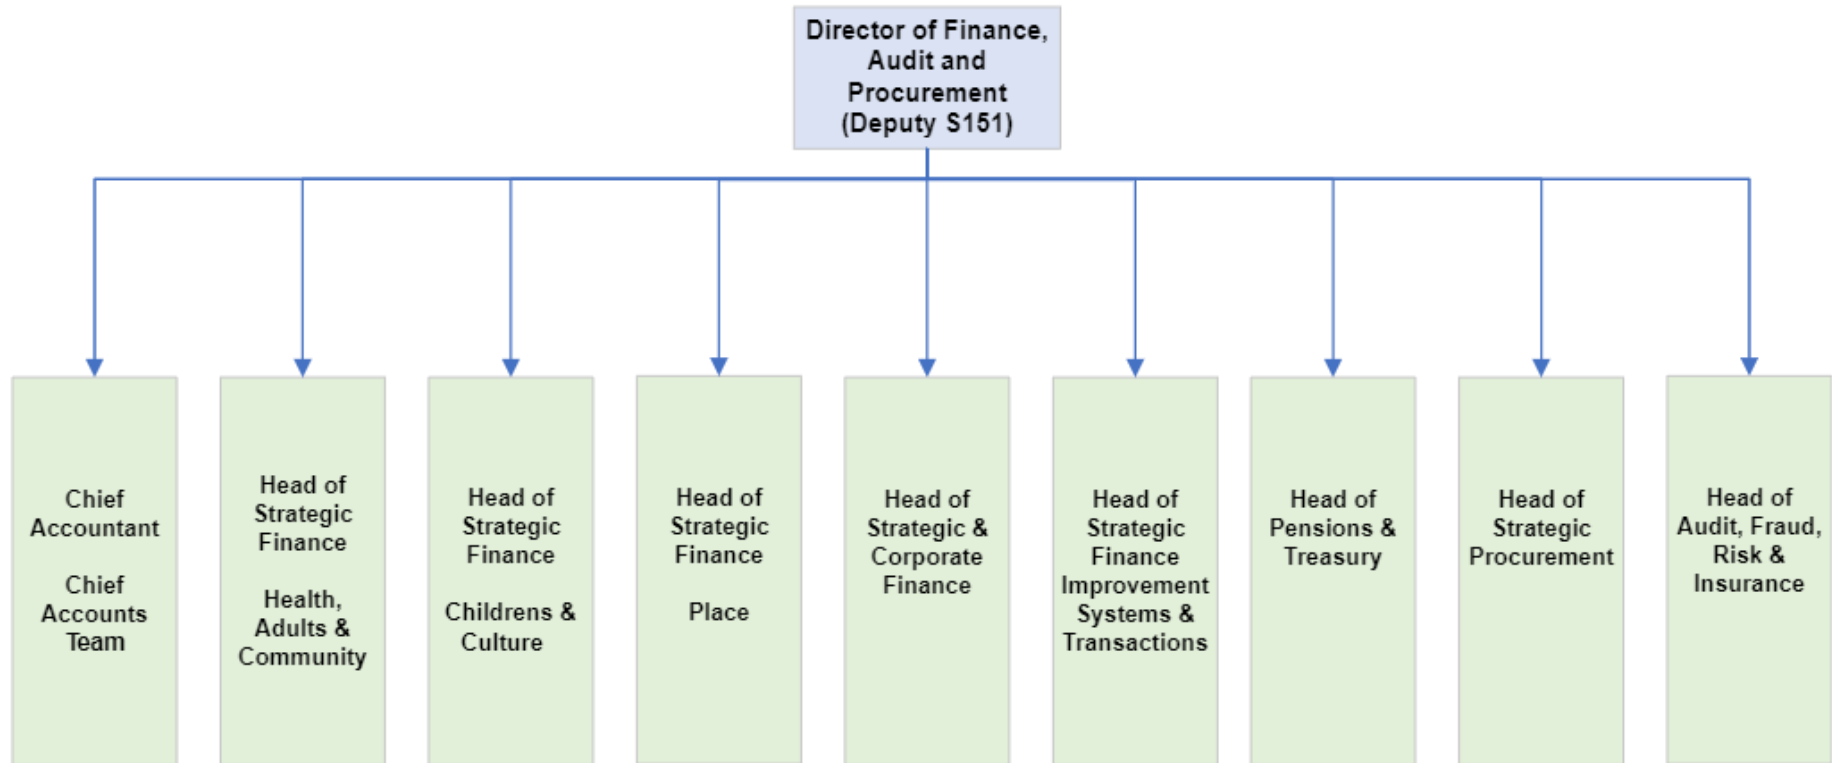 Director of Finance,
Audit and
Procurement
(Deputy S151)
Chief
Accountant
Chief
Accounts
Team
Head of
Strategic
Finance
Health,
Adults &
Community
Head of
Strategic
Finance
Childrens &
Culture
Head of
Strategic
Finance
Place
Head of
Strategic &
Corporate
Finance
Head of
Strategic
Finance
Improvement
Systems &
Transactions
Head of
Pensions &
Treasury
Head of
Strategic
Procurement
Head of
Audit, Fraud,
Risk &
Insurance